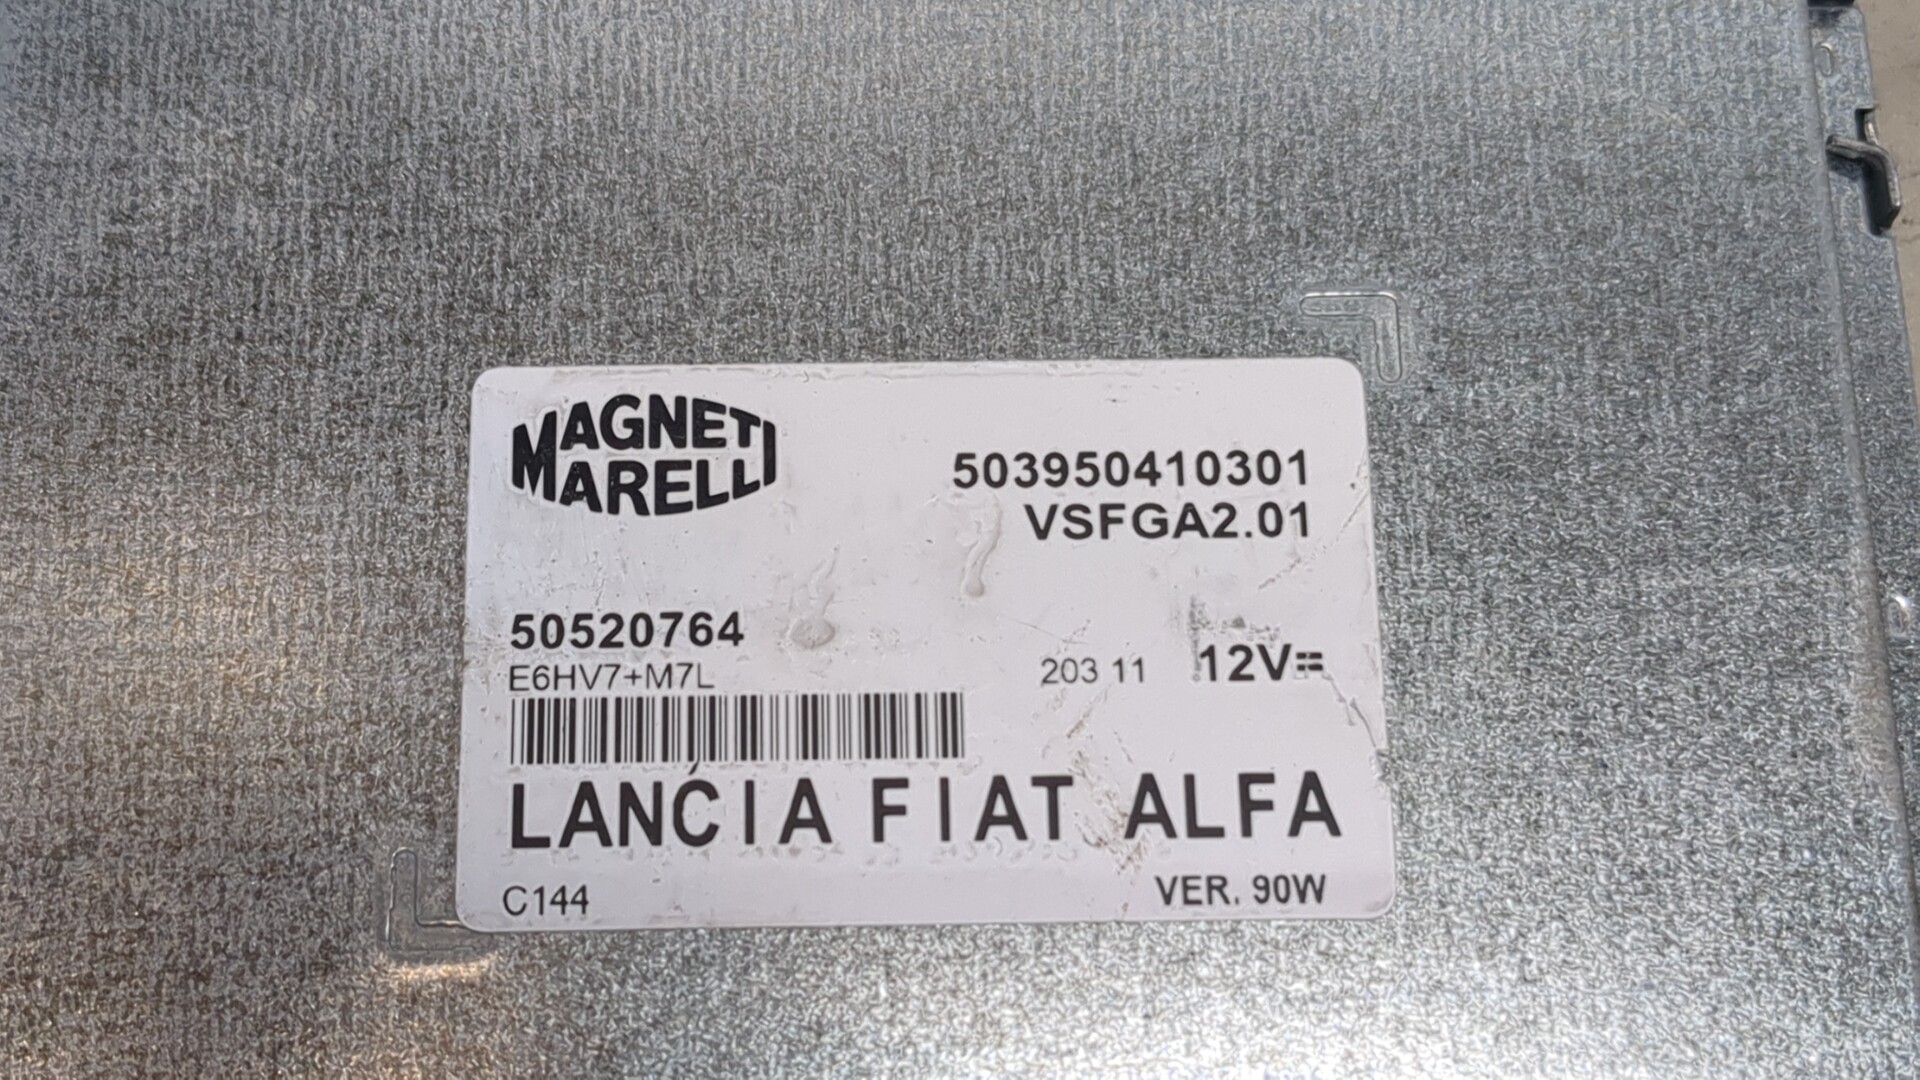 MAGNETI
MARELLI
503950410301
VSFGA2.01
50520764
E6HV7+M7L
203 11 12V=
LANCIA FIAT ALFA
C144 VER. 90W